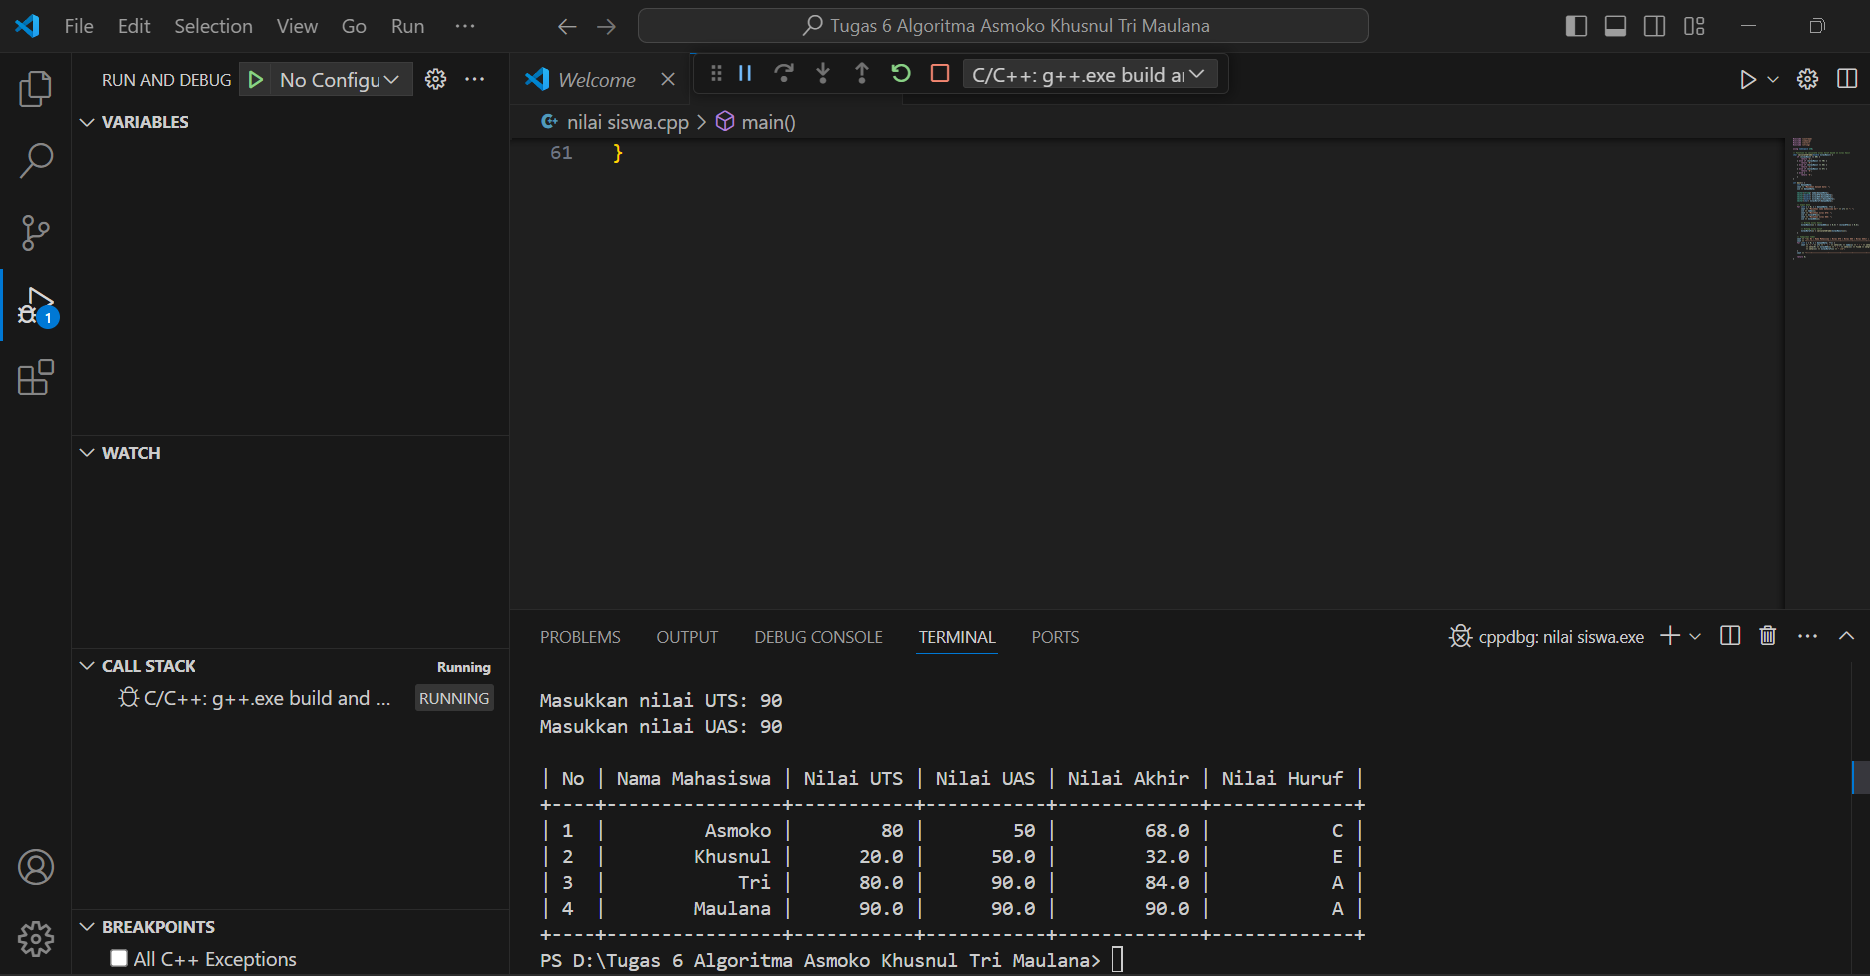 File Edit Selection View Go Run ...
Tugas 6 Algoritma Asmoko Khusnul Tri Maulana
RUN AND DEBUG No Configu
Welcome
C/C++: g++.exe build ar
VARIABLES
nilai siswa.cpp > main()
61 }
1
WATCH
CALL STACK Running
C/C++: g++.exe build and ... RUNNING
BREAKPOINTS
All C++ Exceptions
PROBLEMS OUTPUT DEBUG CONSOLE TERMINAL PORTS
cppdbg: nilai siswa.exe
Masukkan nilai UTS: 90
Masukkan nilai UAS: 90
| No | Nama Mahasiswa | Nilai UTS | Nilai UAS | Nilai Akhir | Nilai Huruf |
+----+----------------+-----------+-----------+-------------+-------------+
| 1  |         Asmoko |        80 |        50 |        68.0 |           C |
| 2  |        Khusnul |      20.0 |      50.0 |        32.0 |           E |
| 3  |            Tri |      80.0 |      90.0 |        84.0 |           A |
| 4  |        Maulana |      90.0 |      90.0 |        90.0 |           A |
+----+----------------+-----------+-----------+-------------+-------------+
PS D:\Tugas 6 Algoritma Asmoko Khusnul Tri Maulana>